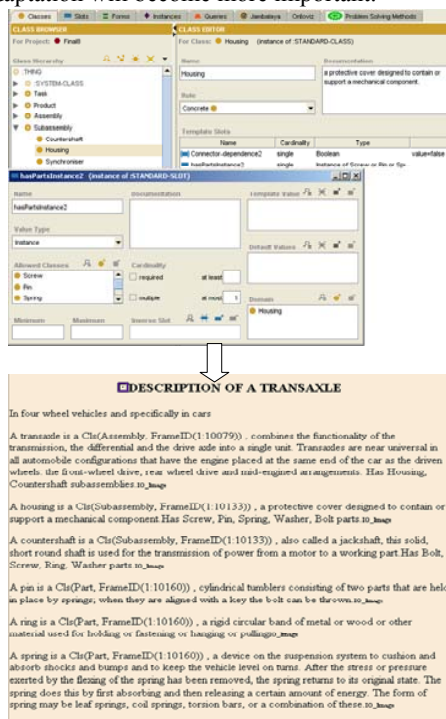 aptation will become more important.
Classes Slots Forms Instances Queries Jambalaya Ontoviz Problem Solving Methods
CLASS BROWSER
CLASS EDITOR
For Project: Final8
For Class: Housing (instance of :STANDARD-CLASS)
Class Hierarchy
Name
Documentation
:THING
Housing
a protective cover designed to contain or
:SYSTEM-CLASS
support a mechanical component.
Task
Role
Product
Concrete
Assembly
Subassembly
Template Slots
Countershaft
Name Cardinality Type
Housing
Connector-dependence2 single Boolean value=false
Synchroniser
hasPartsInstance2 single Instance of Screw or Pin or Sp
hasPartsInstance2 (instance of :STANDARD-SLOT)
Name
Documentation
Template Value
hasPartsInstance2
Value Type
Instance
Default Values
Allowed Classes
Cardinality
Screw
required
at least
Pin
Spring
multiple
at most 1
Domain
Housing
Minimum Maximum
Inverse Slot
DESCRIPTION OF A TRANSAXLE
In four wheel vehicles and specifically in cars
A transaxle is a Cls(Assembly, FrameID(1:10079)) , combines the functionality of the
transmission, the differential and the drive axle into a single unit. Transaxles are near universal in
all automobile configurations that have the engine placed at the same end of the car as the driven
wheels: the front-wheel drive, rear wheel drive and mid-engined arrangements. Has Housing,
Countershaft subassemblies.10_Image
A housing is a Cls(Subassembly, FrameID(1:10133)) , a protective cover designed to contain or
support a mechanical component.Has Screw, Pin, Spring, Washer, Bolt parts.10_Image
A countershaft is a Cls(Subassembly, FrameID(1:10133)) , also called a jackshaft, this solid,
short round shaft is used for the transmission of power from a motor to a working part.Has Bolt,
Screw, Ring, Washer parts.10_Image
A pin is a Cls(Part, FrameID(1:10160)) , cylindrical tumblers consisting of two parts that are held
in place by springs; when they are aligned with a key the bolt can be thrown.10_Image
A ring is a Cls(Part, FrameID(1:10160)) , a rigid circular band of metal or wood or other
material used for holding or fastening or hanging or pulling10_Image
A spring is a Cls(Part, FrameID(1:10160)) , a device on the suspension system to cushion and
absorb shocks and bumps and to keep the vehicle level on turns. After the stress or pressure
exerted by the flexing of the spring has been removed, the spring returns to its original state. The
spring does this by first absorbing and then releasing a certain amount of energy. The form of
spring may be leaf springs, coil springs, torsion bars, or a combination of these.10_Image